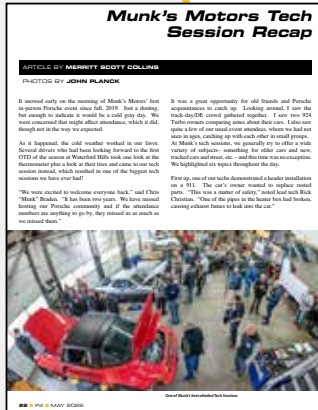 Munk's Motors Tech
Session Recap
ARTICLE BY MERRITT SCOTT COLLINS
PHOTOS BY JOHN PLANCK
It snowed early on the morning of Munk's Motors' first
in-person Porsche event since fall, 2019. Just a dusting,
but enough to indicate it would be a cold gray day. We
were concerned that might affect attendance, which it did,
though not in the way we expected.
As it happened, the cold weather worked in our favor.
Several drivers who had been looking forward to the first
OTD of the season at Waterford Hills took one look at the
thermometer plus a look at their tires and came to our tech
session instead, which resulted in one of the biggest tech
sessions we have ever had!
"We were excited to welcome everyone back," said Chris
"Munk" Braden. "It has been two years. We have missed
hosting our Porsche community and if the attendance
numbers are anything to go by, they missed us as much as
we missed them."
It was a great opportunity for old friends and Porsche
acquaintances to catch up. Looking around, I saw the
track-day/DE crowd gathered together. I saw two 924
Turbo owners comparing notes about their cars. I also saw
quite a few of our usual event attendees, whom we had not
seen in ages, catching up with each other in small groups.
At Munk's tech sessions, we generally try to offer a wide
variety of subjects– something for older cars and new,
tracked cars and street, etc. – and this time was no exception.
We highlighted six topics throughout the day.
First up, one of our techs demonstrated a header installation
on a 911. The car's owner wanted to replace rusted
parts. "This was a matter of safety," noted lead tech Rick
Christian. "One of the pipes in the heater box had broken,
causing exhaust fumes to leak into the car."
One of Munk's best attended Tech Sessions
22 P4 MAY 2022